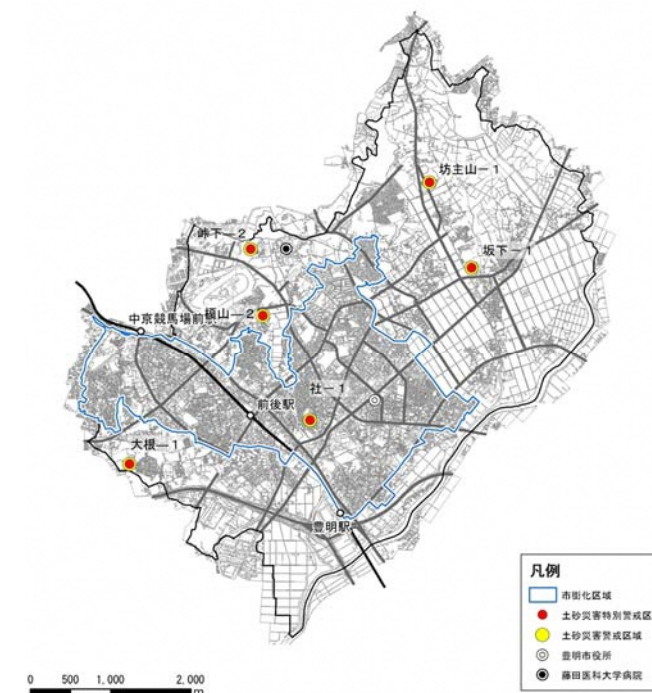 坊主山－1
峠下－2
坂下－1
榎山－2
中京競馬場前駅
社－1
前後駅
大根－1
豊明駅
凡例
市街化区域
土砂災害特別警戒区
土砂災害警戒区域
豊明市役所
藤田医科大学病院
0 500 1,000 2,000
m